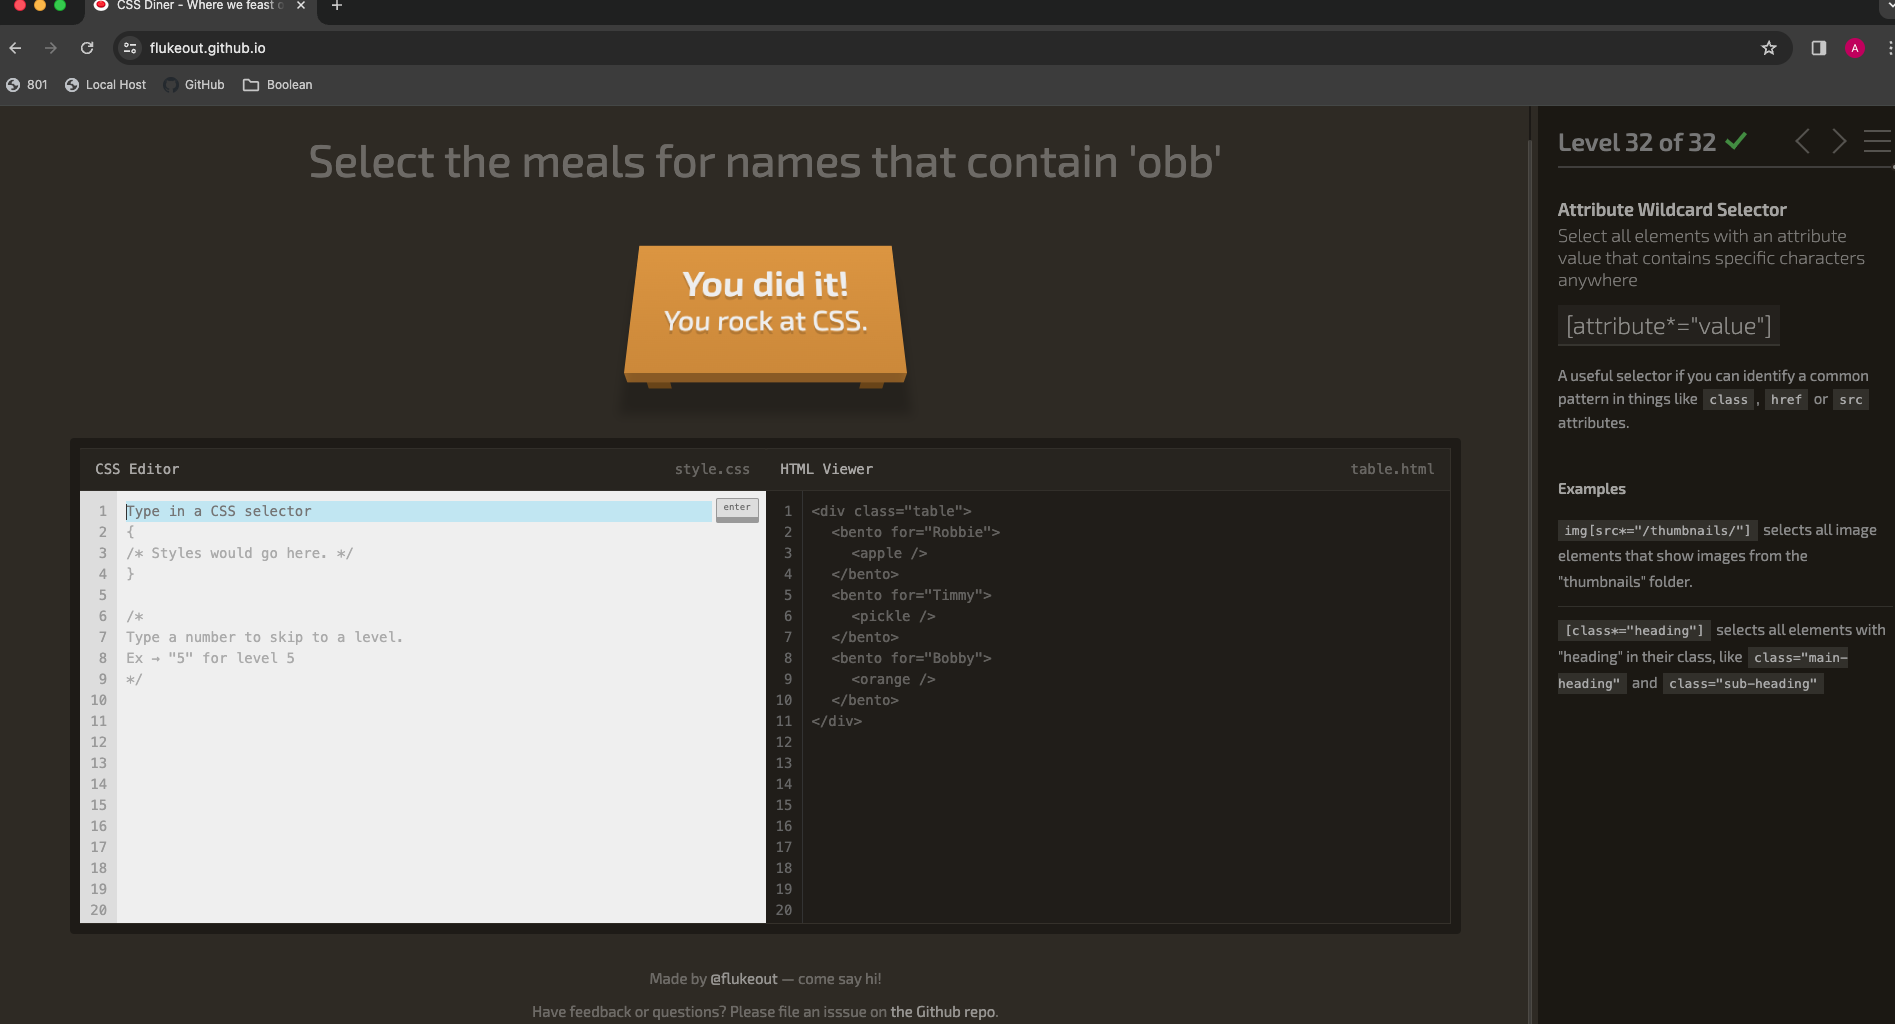 CSS Diner - Where we feast o
flukeout.github.io
A
801
Local Host
GitHub
Boolean
Select the meals for names that contain 'obb'
You did it!
You rock at CSS.
CSS Editor
style.css
1 Type in a CSS selector
enter
2 {
3 /* Styles would go here. */
4 }
5
6 /*
7 Type a number to skip to a level.
8 Ex → "5" for level 5
9 */
10
11
12
13
14
15
16
17
18
19
20
HTML Viewer
table.html
1 <div class="table">
2 <bento for="Robbie">
3 <apple />
4 </bento>
5 <bento for="Timmy">
6 <pickle />
7 </bento>
8 <bento for="Bobby">
9 <orange />
10 </bento>
11 </div>
12
13
14
15
16
17
18
19
20
Made by @flukeout — come say hi!
Have feedback or questions? Please file an isssue on the Github repo.
Level 32 of 32
Attribute Wildcard Selector
Select all elements with an attribute
value that contains specific characters
anywhere
[attribute*="value"]
A useful selector if you can identify a common
pattern in things like class, href or src
attributes.
Examples
img[src*="/thumbnails/"] selects all image
elements that show images from the
"thumbnails" folder.
[class*="heading"] selects all elements with
"heading" in their class, like class="main-
heading" and class="sub-heading"